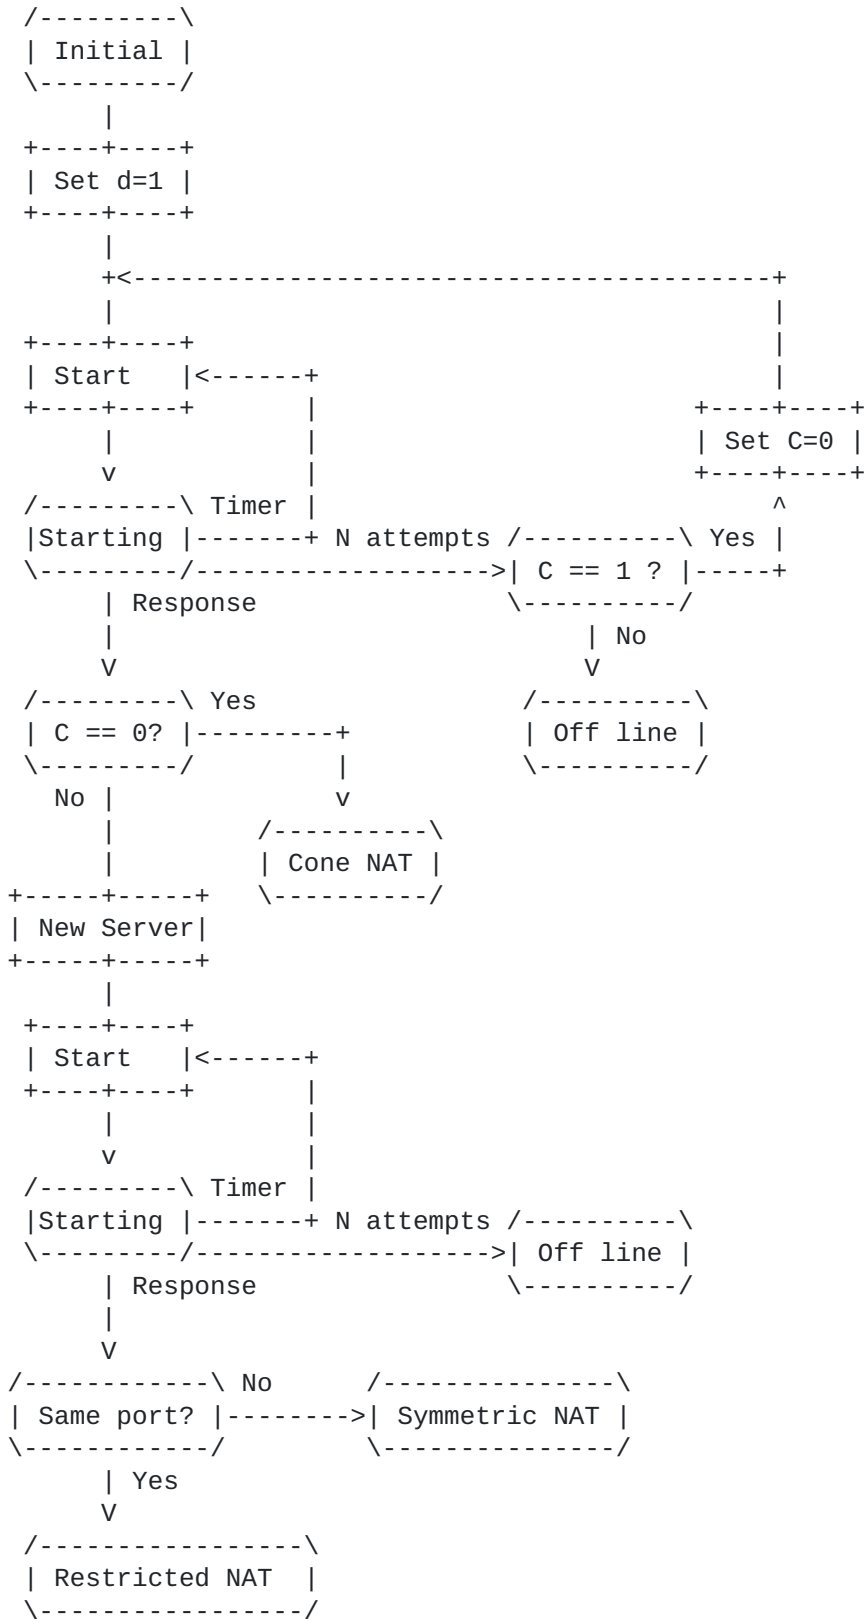 Initial
Set d=1
Start
Set C=0
Timer
Starting N attempts Yes
C == 1 ?
Response
No
Yes
C == 0? Off line
No
Cone NAT
New Server
Start
Timer
Starting N attempts
Off line
Response
No
Same port? Symmetric NAT
Yes
Restricted NAT